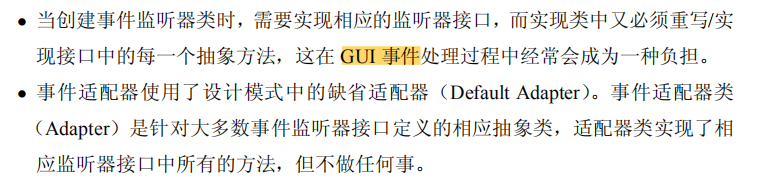 ● 当创建事件监听器类时，需要实现相应的监听器接口，而实现类中又必须重写/实
现接口中的每一个抽象方法，这在 GUI 事件处理过程中经常会成为一种负担。
● 事件适配器使用了设计模式中的缺省适配器（Default Adapter）。事件适配器类
（Adapter）是针对大多数事件监听器接口定义的相应抽象类，适配器类实现了相
应监听器接口中所有的方法，但不做任何事。